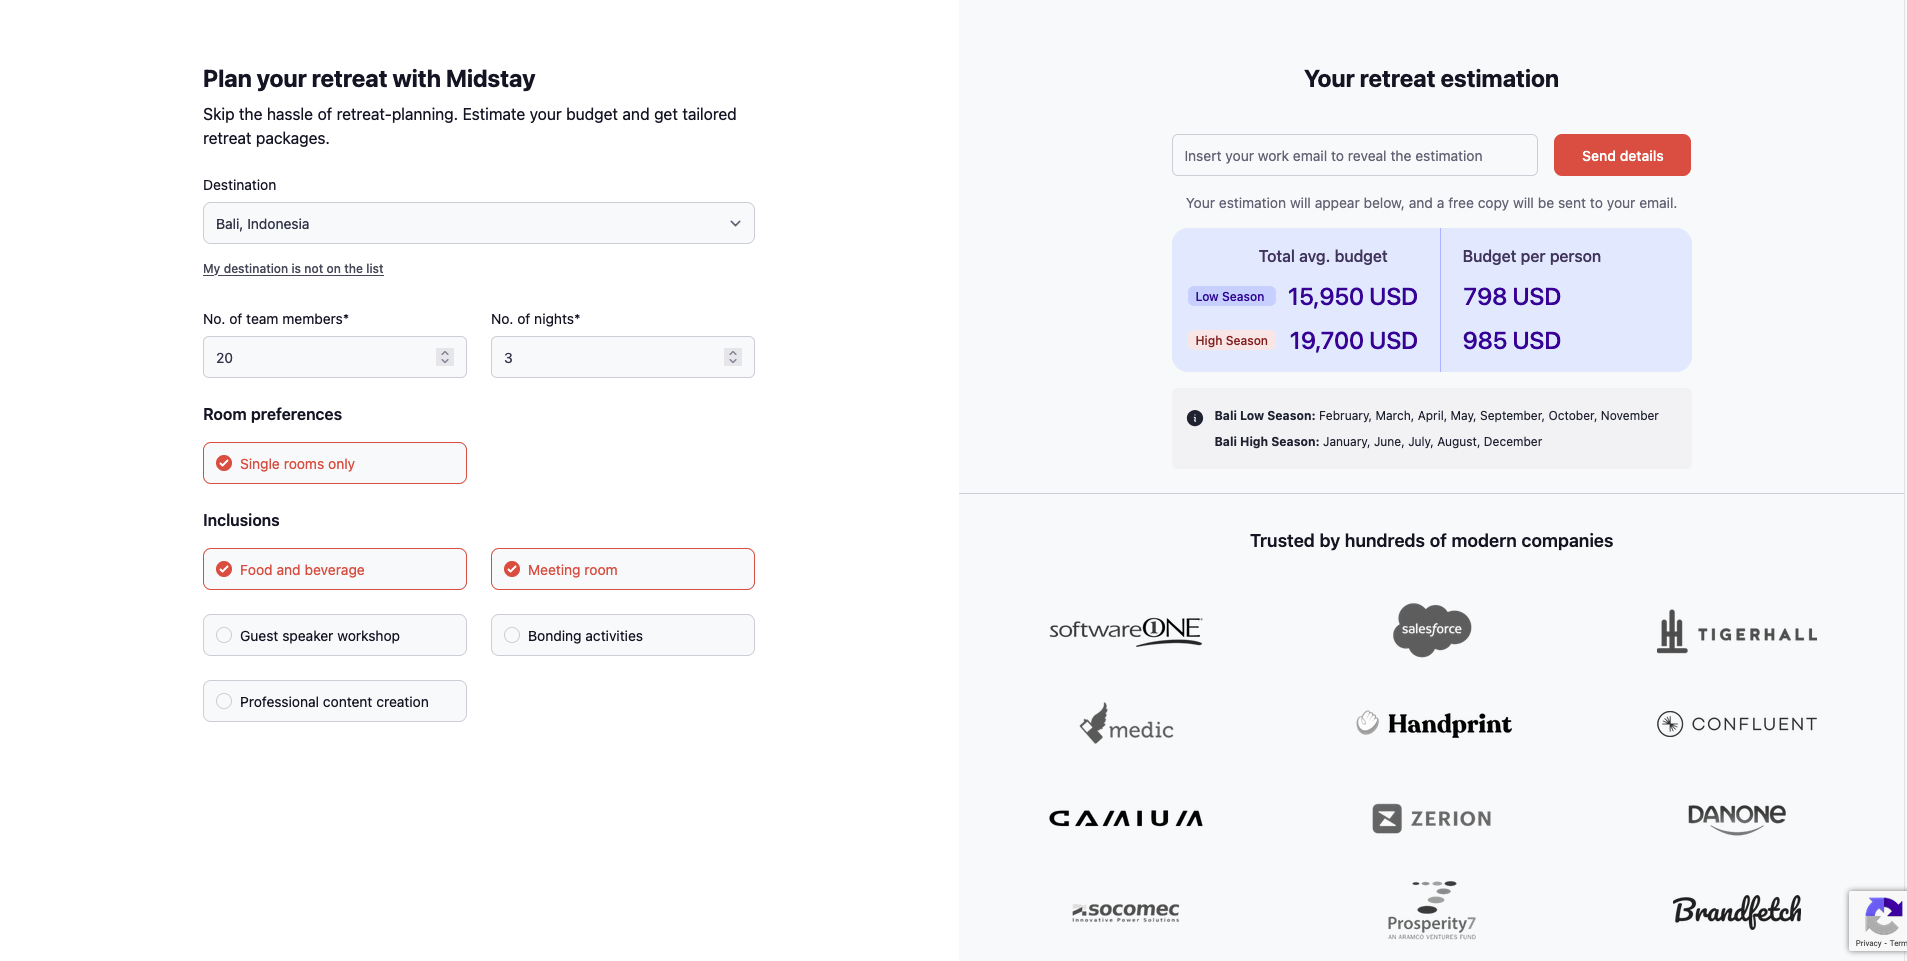 Plan your retreat with Midstay
Skip the hassle of retreat-planning. Estimate your budget and get tailored
retreat packages.
Destination
Bali, Indonesia
My destination is not on the list
No. of team members*
No. of nights*
20
3
Room preferences
Single rooms only
Inclusions
Food and beverage
Meeting room
Guest speaker workshop
Bonding activities
Professional content creation
Your retreat estimation
Insert your work email to reveal the estimation
Send details
Your estimation will appear below, and a free copy will be sent to your email.
Total avg. budget
Budget per person
Low Season 15,950 USD
798 USD
High Season 19,700 USD
985 USD
Bali Low Season: February, March, April, May, September, October, November
Bali High Season: January, June, July, August, December
Trusted by hundreds of modern companies
softwareONE
salesforce
TIGERHALL
medic
Handprint
CONFLUENT
GAMIUM
ZERION
DANONE
socomec
Innovative Power Solutions
Prosperity7
AN ARAMCO VENTURES FUND
Brandfetch
Privacy - Term